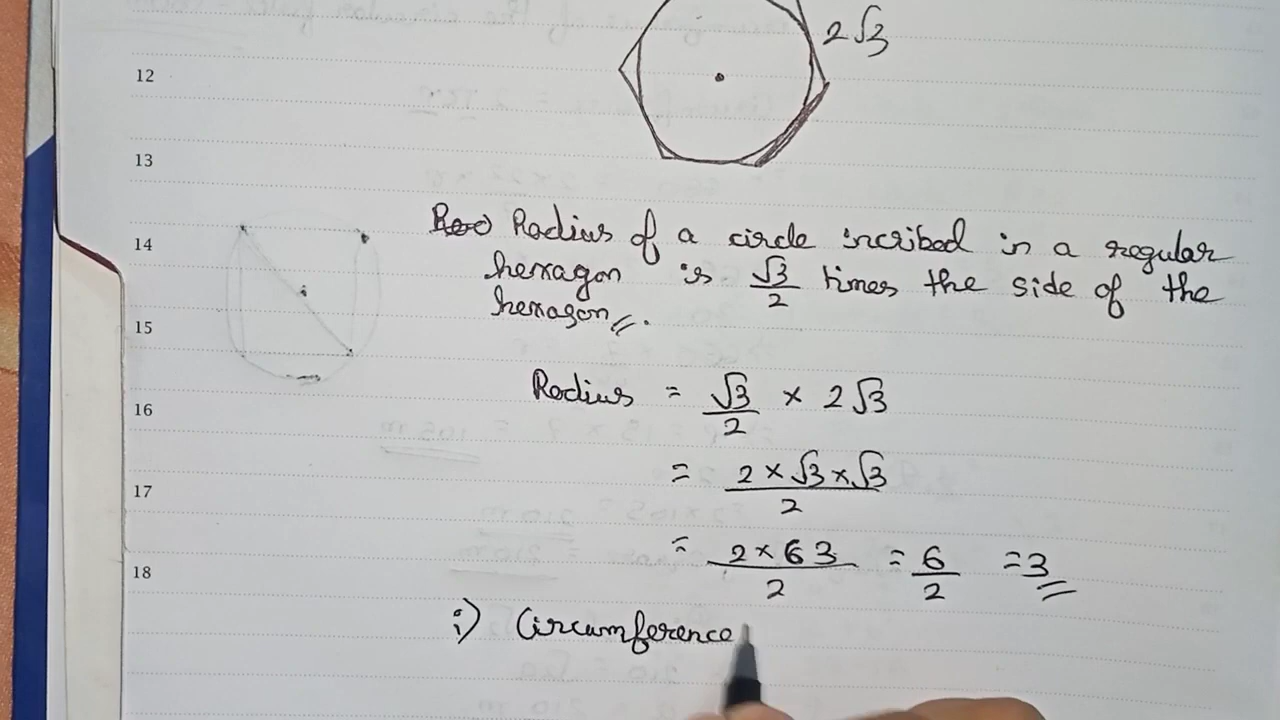 2√3
12
13
Radius of a circle incribed in a regular
14
hexagon is √3/2 times the side of the
hexagon.
15
Radius = √3/2 × 2√3
16
= 2×√3×√3/2
17
= 2×63/2 = 6/2 = 3
18
i) Circumference